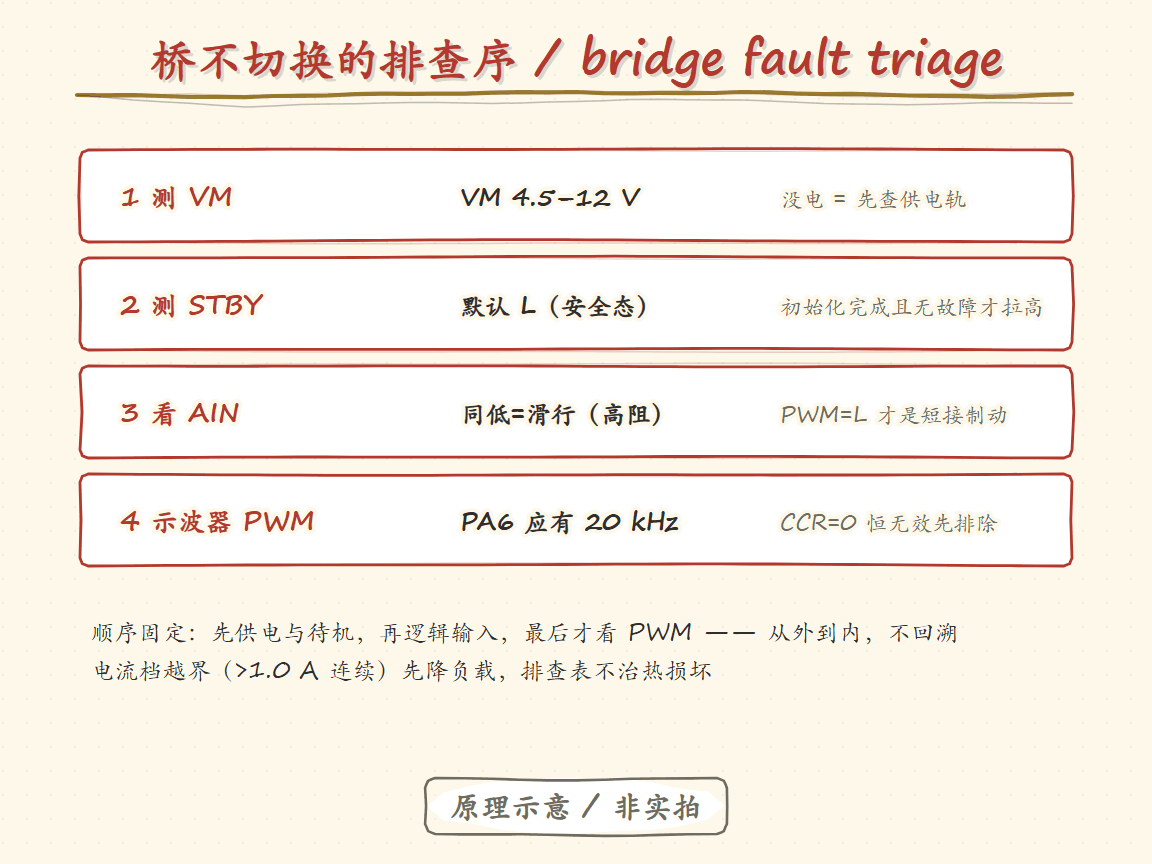 桥不切换的排查序 / bridge fault triage
1 测 VM
VM 4.5–12 V
没电 = 先查供电轨
2 测 STBY
默认 L（安全态）
初始化完成且无故障才拉高
3 看 AIN
同低=滑行（高阻）
PWM=L 才是短接制动
4 示波器 PWM
PA6 应有 20 kHz
CCR=0 恒无效先排除
顺序固定：先供电与待机，再逻辑输入，最后才看 PWM —— 从外到内，不回溯
电流档越界（>1.0 A 连续）先降负载，排查表不治热损坏
原理示意 / 非实拍